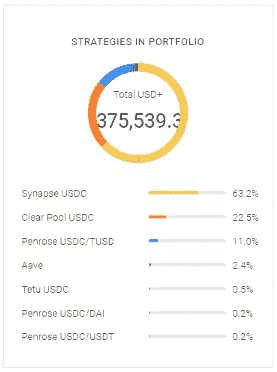 STRATEGIES IN PORTFOLIO
Total USD+
375,539.3
Synapse USDC 63.2%
Clear Pool USDC 22.5%
Penrose USDC/TUSD 11.0%
Aave 2.4%
Tetu USDC 0.5%
Penrose USDC/DAI 0.2%
Penrose USDC/USDT 0.2%